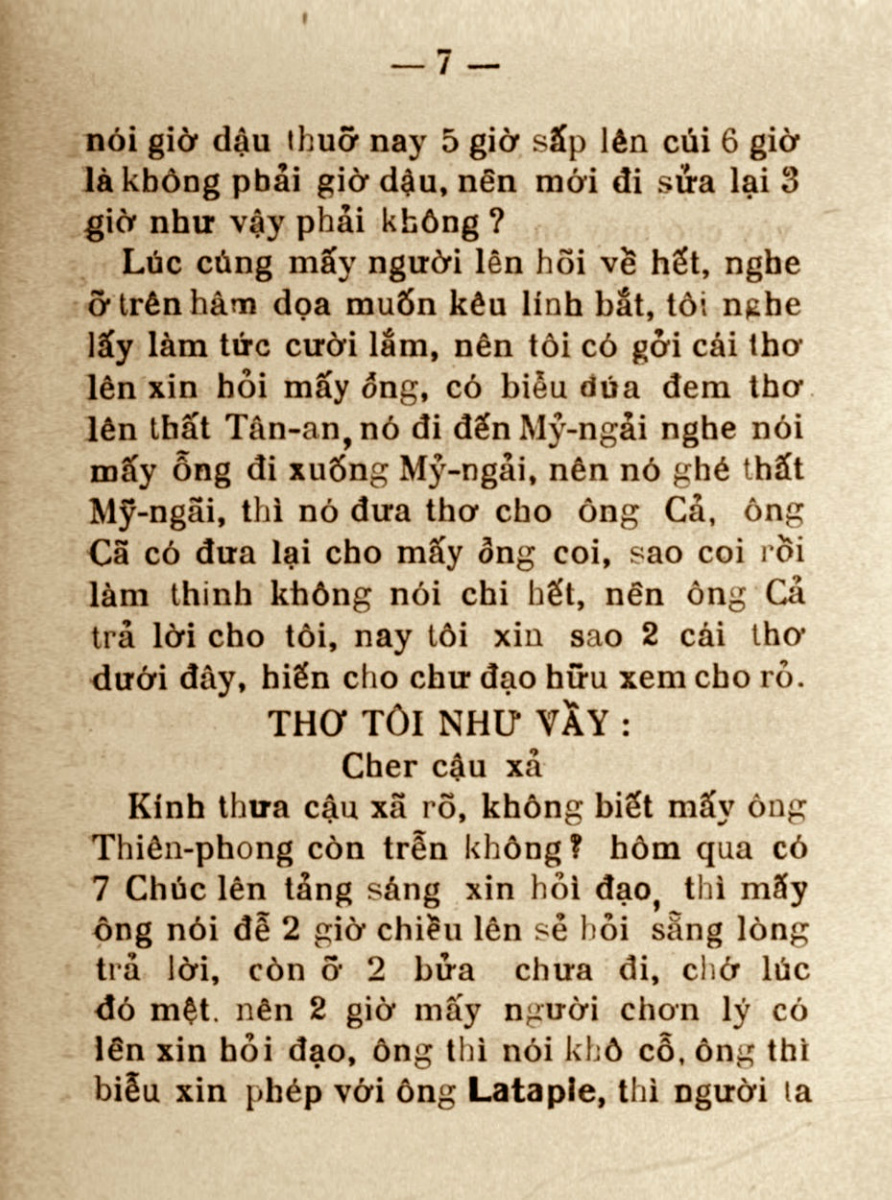 — 7 —
nói giờ dậu thuở nay 5 giờ sấp lên cúi 6 giờ
là không phải giờ dậu, nên mới đi sửa lại 3
giờ như vậy phải không ?
Lúc cúng mấy người lên hõi về hết, nghe
ỡ trên hâm dọa muốn kêu lính bắt, tôi nghe
lấy làm tức cười lắm, nên tôi có gởi cái thơ
lên xin hỏi mấy ổng, có biểu đúa đem thơ
lên thất Tân-an, nó đi đến Mỷ-ngải nghe nói
mấy ỗng đi xuống Mỷ-ngải, nên nó ghé thất
Mỹ-ngãi, thì nó đưa thơ cho ông Cả, ông
Cã có đưa lại cho mấy ổng coi, sao coi rồi
làm thinh không nói chi hết, nên ông Cả
trả lời cho tôi, nay tôi xin sao 2 cái thơ
dưới đây, hiến cho chư đạo hữu xem cho rỏ.
THƠ TÔI NHƯ VẦY :
Cher cậu xả
Kính thưa cậu xã rõ, không biết mấy ông
Thiên-phong còn trễn không? hôm qua có
7 Chúc lên tảng sáng xin hỏi đạo, thì mấy
ông nói để 2 giờ chiều lên sẻ hỏi sẵng lòng
trả lời, còn ỡ 2 bửa chưa đi, chớ lúc
đó mệt. nên 2 giờ mấy người chơn lý có
lên xin hỏi đạo, ông thì nói khô cỗ, ông thì
biểu xin phép với ông Latapie, thì người ta